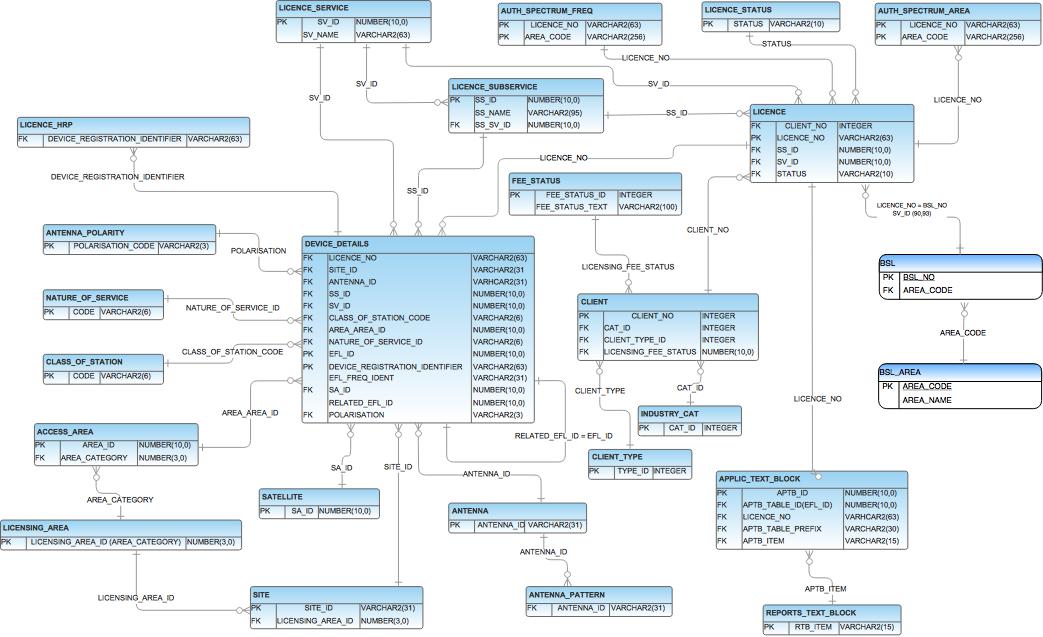 LICENCE_SERVICE
PK SV_ID NUMBER(10,0)
SV_NAME VARCHAR2(63)
AUTH_SPECTRUM_FREQ
PK LICENCE_NO VARCHAR2(63)
PK AREA_CODE VARCHAR2(256)
LICENCE_STATUS
PK STATUS VARCHAR2(10)
AUTH_SPECTRUM_AREA
PK LICENCE_NO VARCHAR2(63)
PK AREA_CODE VARCHAR2(256)
STATUS
LICENCE_NO
SV_ID
SV_ID
SV_ID
LICENCE_NO
LICENCE_SUBSERVICE
PK SS_ID NUMBER(10,0)
SS_NAME VARCHAR2(95)
FK SS_SV_ID NUMBER(10,0)
SS_ID
LICENCE
FK CLIENT_NO INTEGER
PK LICENCE_NO VARCHAR2(63)
FK SS_ID NUMBER(10,0)
FK SV_ID NUMBER(10,0)
FK STATUS VARCHAR2(10)
LICENCE_HRP
FK DEVICE_REGISTRATION_IDENTIFIER VARCHAR2(63)
DEVICE_REGISTRATION_IDENTIFIER
LICENCE_NO
SS_ID
FEE_STATUS
PK FEE_STATUS_ID INTEGER
FEE_STATUS_TEXT VARCHAR2(100)
LICENCE_NO = BSL_NO
SV_ID (90,93)
CLIENT_NO
ANTENNA_POLARITY
PK POLARISATION_CODE VARCHAR2(3)
POLARISATION
LICENSING_FEE_STATUS
DEVICE_DETAILS
FK LICENCE_NO VARCHAR2(63)
FK SITE_ID VARCHAR2(31
FK ANTENNA_ID VARHCAR2(31)
FK SS_ID NUMBER(10,0)
FK SV_ID NUMBER(10,0)
FK CLASS_OF_STATION_CODE VARCHAR2(6)
FK AREA_AREA_ID NUMBER(10,0)
FK NATURE_OF_SERVICE_ID VARCHAR2(6)
PK EFL_ID NUMBER(10,0)
PK DEVICE_REGISTRATION_IDENTIFIER VARCHAR2(63)
EFL_FREQ_IDENT VARCHAR2(31)
FK SA_ID NUMBER(10,0)
RELATED_EFL_ID NUMBER(10,0)
FK POLARISATION VARCHAR2(3)
BSL
PK BSL_NO
FK AREA_CODE
NATURE_OF_SERVICE
PK CODE VARCHAR2(6)
NATURE_OF_SERVICE_ID
CLIENT
PK CLIENT_NO INTEGER
FK CAT_ID INTEGER
FK CLIENT_TYPE_ID INTEGER
FK LICENSING_FEE_STATUS NUMBER(10,0)
AREA_CODE
CLASS_OF_STATION_CODE
CLASS_OF_STATION
PK CODE VARCHAR2(6)
BSL_AREA
PK AREA_CODE
AREA_NAME
CLIENT_TYPE
CAT_ID
LICENCE_NO
AREA_AREA_ID
INDUSTRY_CAT
PK CAT_ID INTEGER
ACCESS_AREA
PK AREA_ID NUMBER(10,0)
FK AREA_CATEGORY NUMBER(3,0)
RELATED_EFL_ID = EFL_ID
CLIENT_TYPE
PK TYPE_ID INTEGER
SA_ID
SITE_ID
ANTENNA_ID
APPLIC_TEXT_BLOCK
PK APTB_ID NUMBER(10,0)
FK APTB_TABLE_ID(EFL_ID) NUMBER(10,0)
FK LICENCE_NO VARHCAR2(63)
FK APTB_TABLE_PREFIX VARCHAR2(30)
FK APTB_ITEM VARCHAR2(15)
AREA_CATEGORY
SATELLITE
PK SA_ID NUMBER(10,0)
ANTENNA
PK ANTENNA_ID VARCHAR2(31)
LICENSING_AREA
PK LICENSING_AREA_ID (AREA_CATEGORY) NUMBER(3,0)
ANTENNA_ID
LICENSING_AREA_ID
SITE
PK SITE_ID VARCHAR2(31)
FK LICENSING_AREA_ID NUMBER(3,0)
ANTENNA_PATTERN
FK ANTENNA_ID VARCHAR2(31)
APTB_ITEM
REPORTS_TEXT_BLOCK
PK RTB_ITEM VARCHAR2(15)